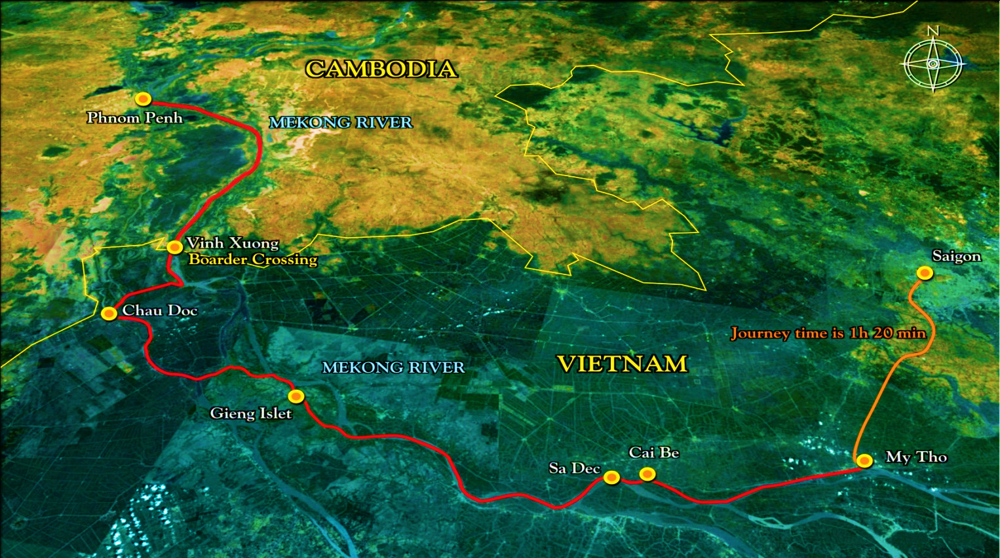 N
CAMBODIA
Phnom Penh
MEKONG RIVER
Vinh Xuong
Boarder Crossing
Saigon
Chau Doc
Journey time is 1h 20 min
MEKONG RIVER
VIETNAM
Gieng Islet
Cai Be
My Tho
Sa Dec